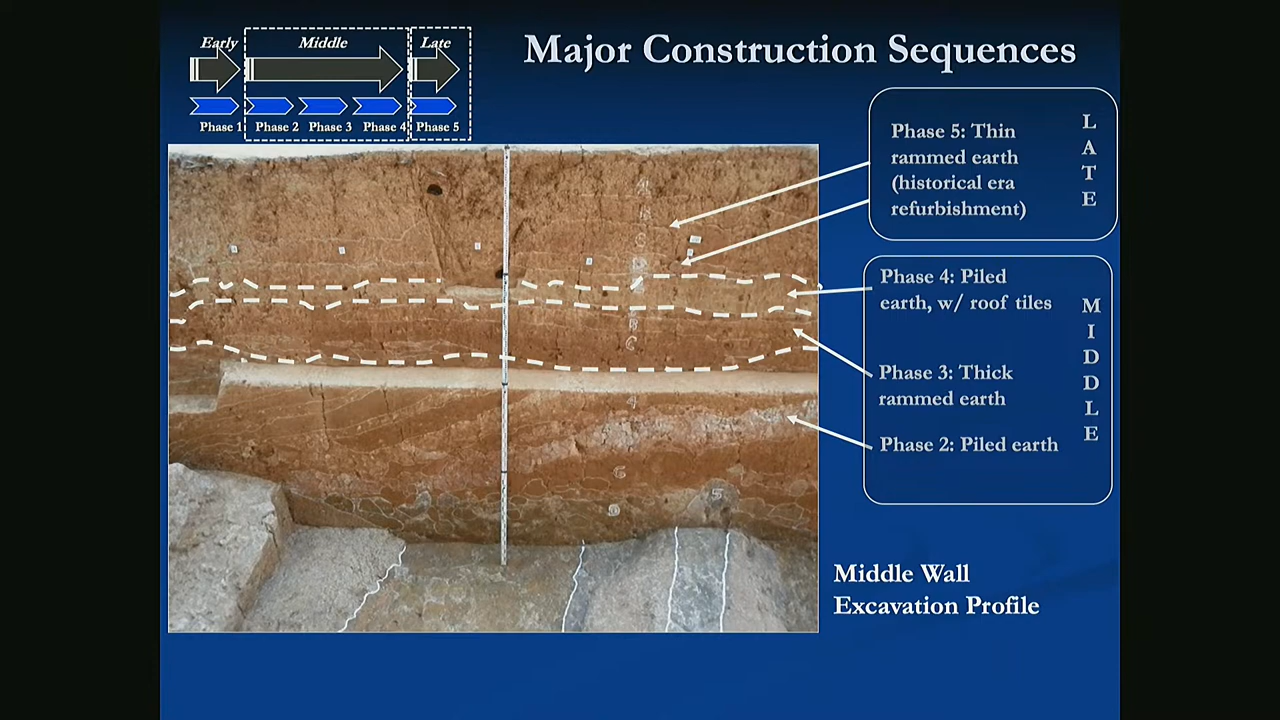 Early Middle Late
Major Construction Sequences
Phase 1 Phase 2 Phase 3 Phase 4 Phase 5
Phase 5: Thin
rammed earth
(historical era
refurbishment)
LATE
Phase 4: Piled
earth, w/ roof tiles
Phase 3: Thick
rammed earth
Phase 2: Piled earth
MIDDLE
Middle Wall
Excavation Profile